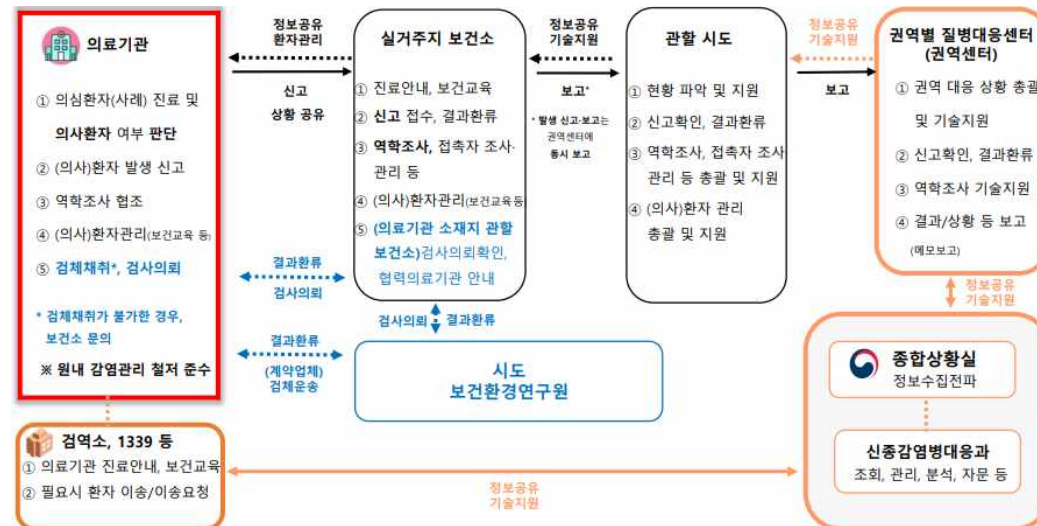 의료기관
① 의심환자(사례) 진료 및
의사환자 여부 판단
② (의사)환자 발생 신고
③ 역학조사 협조
④ (의사)환자관리(보건교육 등)
⑤ 검체채취*, 검사의뢰
* 검체채취가 불가한 경우,
보건소 문의
※ 원내 감염관리 철저 준수
정보공유
환자관리
신고
상황 공유
실거주지 보건소
① 진료안내, 보건교육
② 신고 접수, 결과환류
③ 역학조사, 접촉자 조사·
관리 등
④ (의사)환자관리(보건교육등)
⑤ (의료기관 소재지 관할
보건소)검사의뢰확인,
협력의료기관 안내
정보공유
기술지원
보고*
* 발생 신고·보고는
권역센터에
동시 보고
관할 시도
① 현황 파악 및 지원
② 신고확인, 결과환류
③ 역학조사, 접촉자 조사·
관리 등 총괄 및 지원
④ (의사)환자 관리
총괄 및 지원
정보공유
기술지원
보고
권역별 질병대응센터
(권역센터)
① 권역 대응 상황 총괄
및 기술지원
② 신고확인, 결과환류
③ 역학조사 기술지원
④ 결과/상황 등 보고
(메모보고)
결과환류
검사의뢰
검사의뢰
결과환류
결과환류
(계약업체)
검체운송
시도
보건환경연구원
정보공유
기술지원
종합상황실
정보수집전파
신종감염병대응과
조회, 관리, 분석, 자문 등
검역소, 1339 등
① 의료기관 진료안내, 보건교육
② 필요시 환자 이송/이송요청
정보공유
기술지원